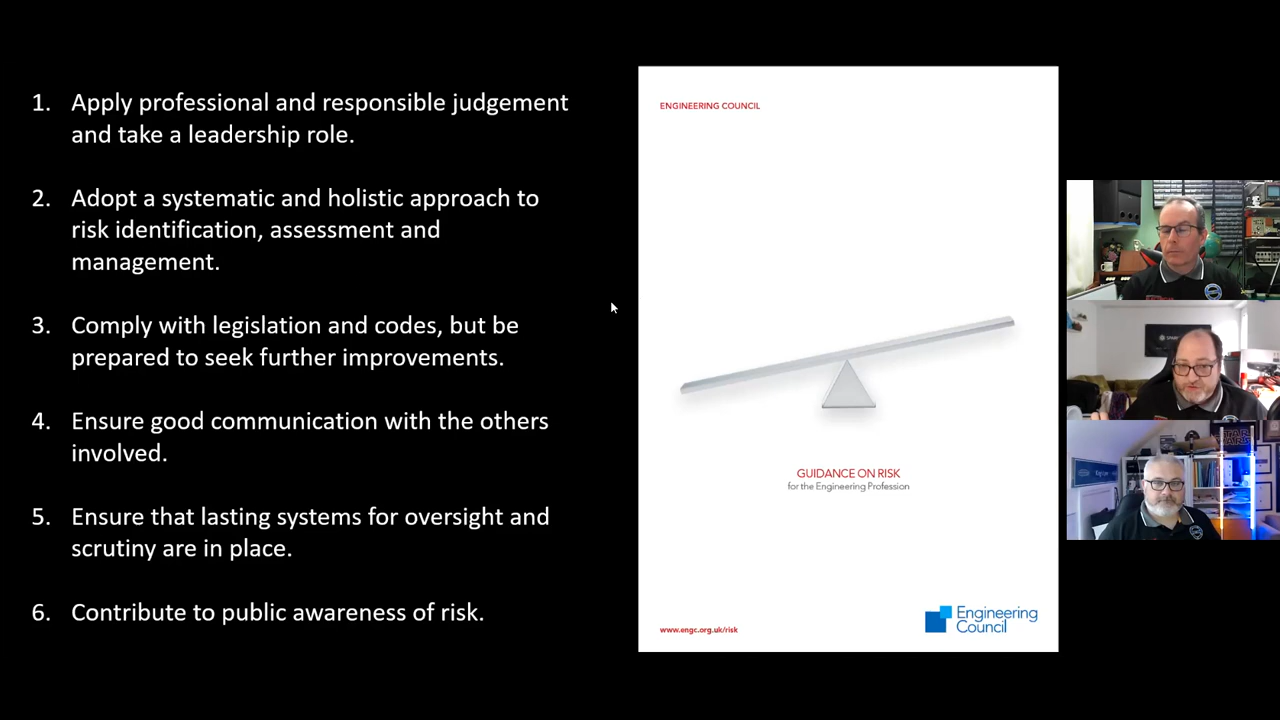 1. Apply professional and responsible judgement
and take a leadership role.
2. Adopt a systematic and holistic approach to
risk identification, assessment and
management.
3. Comply with legislation and codes, but be
prepared to seek further improvements.
4. Ensure good communication with the others
involved.
5. Ensure that lasting systems for oversight and
scrutiny are in place.
6. Contribute to public awareness of risk.
ENGINEERING COUNCIL
GUIDANCE ON RISK
for the Engineering Profession
www.engc.org.uk/risk
Engineering
Council
STAR
WARS